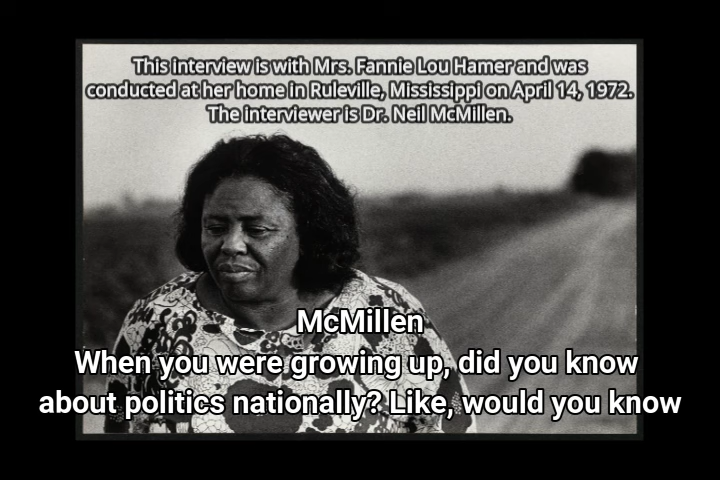 This interview is with Mrs. Fannie Lou Hamer and was
conducted at her home in Ruleville, Mississippi on April 14, 1972.
The interviewer is Dr. Neil McMillen.
McMillen
When you were growing up, did you know
about politics nationally? Like, would you know